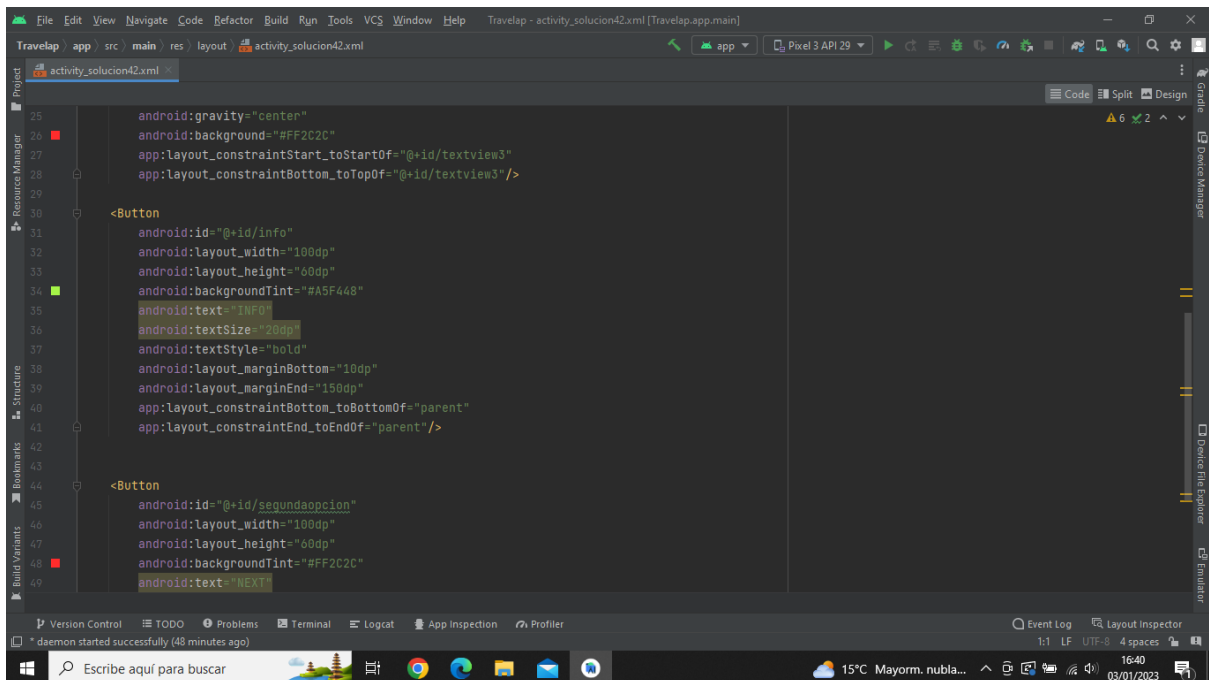 File Edit View Navigate Code Refactor Build Run Tools VCS Window Help Travelap - activity_solucion42.xml [Travelap.app.main]
Travelap app src main res layout activity_solucion42.xml app Pixel 3 API 29
activity_solucion42.xml
Code Split Design
25 android:gravity="center" 6 2
26 android:background="#FF2C2C"
27 app:layout_constraintStart_toStartOf="@+id/textview3"
28 app:layout_constraintBottom_toTopOf="@+id/textview3"/>
29
30 <Button
31 android:id="@+id/info"
32 android:layout_width="100dp"
33 android:layout_height="60dp"
34 android:backgroundTint="#A5F448"
35 android:text="INFO"
36 android:textSize="20dp"
37 android:textStyle="bold"
38 android:layout_marginBottom="10dp"
39 android:layout_marginEnd="150dp"
40 app:layout_constraintBottom_toBottomOf="parent"
41 app:layout_constraintEnd_toEndOf="parent"/>
42
43
44 <Button
45 android:id="@+id/segundaopcion"
46 android:layout_width="100dp"
47 android:layout_height="60dp"
48 android:backgroundTint="#FF2C2C"
49 android:text="NEXT"
Project
Resource Manager
Structure
Bookmarks
Build Variants
Gradle
Device Manager
Device File Explorer
Emulator
Version Control TODO Problems Terminal Logcat App Inspection Profiler Event Log Layout Inspector
* daemon started successfully (48 minutes ago) 1:1 LF UTF-8 4 spaces
Escribe aquí para buscar 15°C Mayorm. nubla... 16:40
03/01/2023